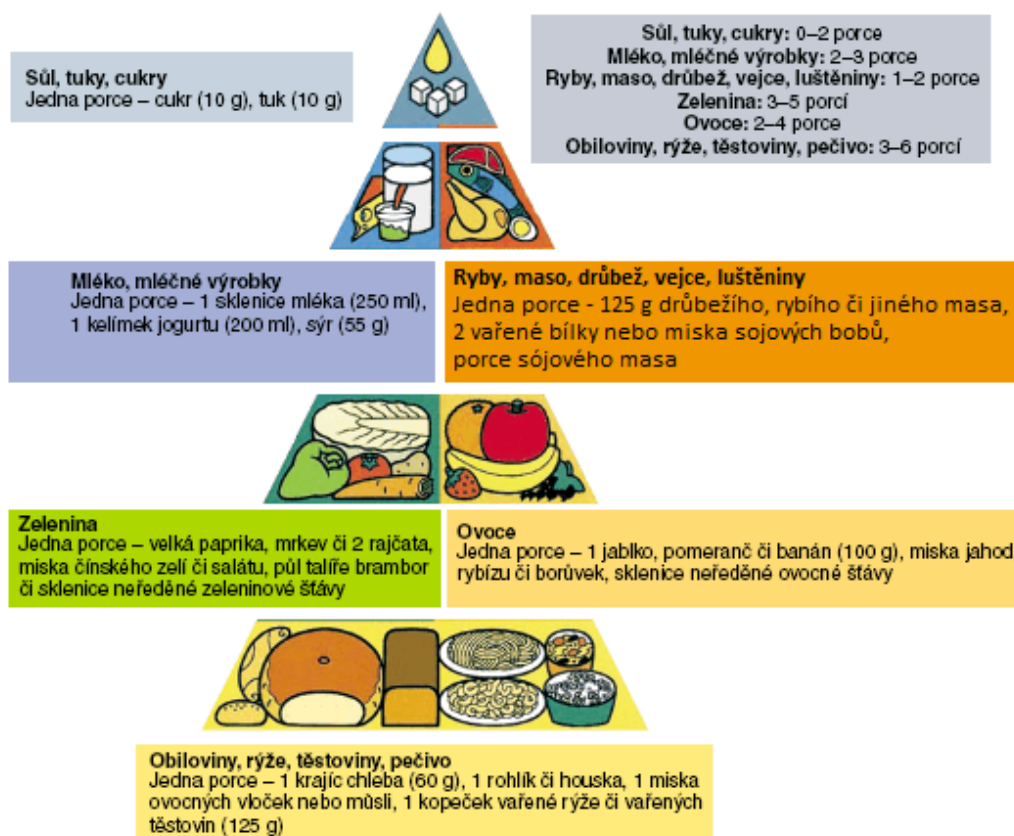 Sůl, tuky, cukry
Jedna porce – cukr (10 g), tuk (10 g)
Sůl, tuky, cukry: 0–2 porce
Mléko, mléčné výrobky: 2–3 porce
Ryby, maso, drůbež, vejce, luštěniny: 1–2 porce
Zelenina: 3–5 porcí
Ovoce: 2–4 porce
Obiloviny, rýže, těstoviny, pečivo: 3–6 porcí
Mléko, mléčné výrobky
Jedna porce – 1 sklenice mléka (250 ml),
1 kelímek jogurtu (200 ml), sýr (55 g)
Ryby, maso, drůbež, vejce, luštěniny
Jedna porce - 125 g drůbežího, rybího či jiného masa,
2 vařené bílky nebo miska sojových bobů,
porce sójového masa
Zelenina
Jedna porce – velká paprika, mrkev či 2 rajčata,
miska čínského zelí či salátu, půl talíře brambor
či sklenice neředěné zeleninové šťávy
Ovoce
Jedna porce – 1 jablko, pomeranč či banán (100 g), miska jahod
rybízu či borůvek, sklenice neředěné ovocné šťávy
Obiloviny, rýže, těstoviny, pečivo
Jedna porce – 1 krajíc chleba (60 g), 1 rohlík či houska, 1 miska
ovocných vloček nebo műsli, 1 kopeček vařené rýže či vařených
těstovin (125 g)